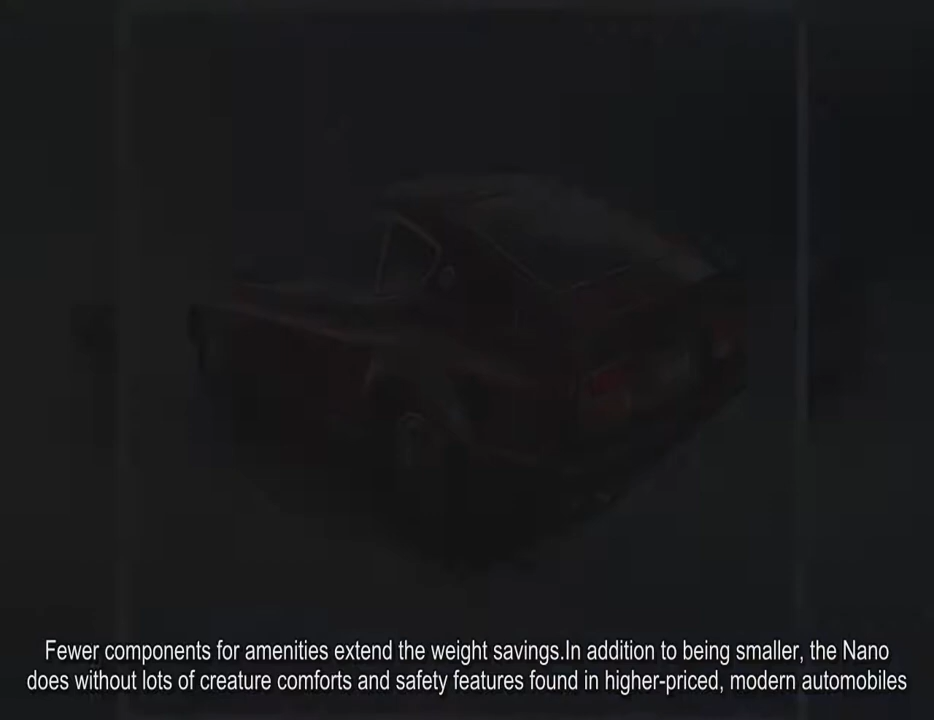 Fewer components for amenities extend the weight savings.In addition to being smaller, the Nano
does without lots of creature comforts and safety features found in higher-priced, modern automobiles